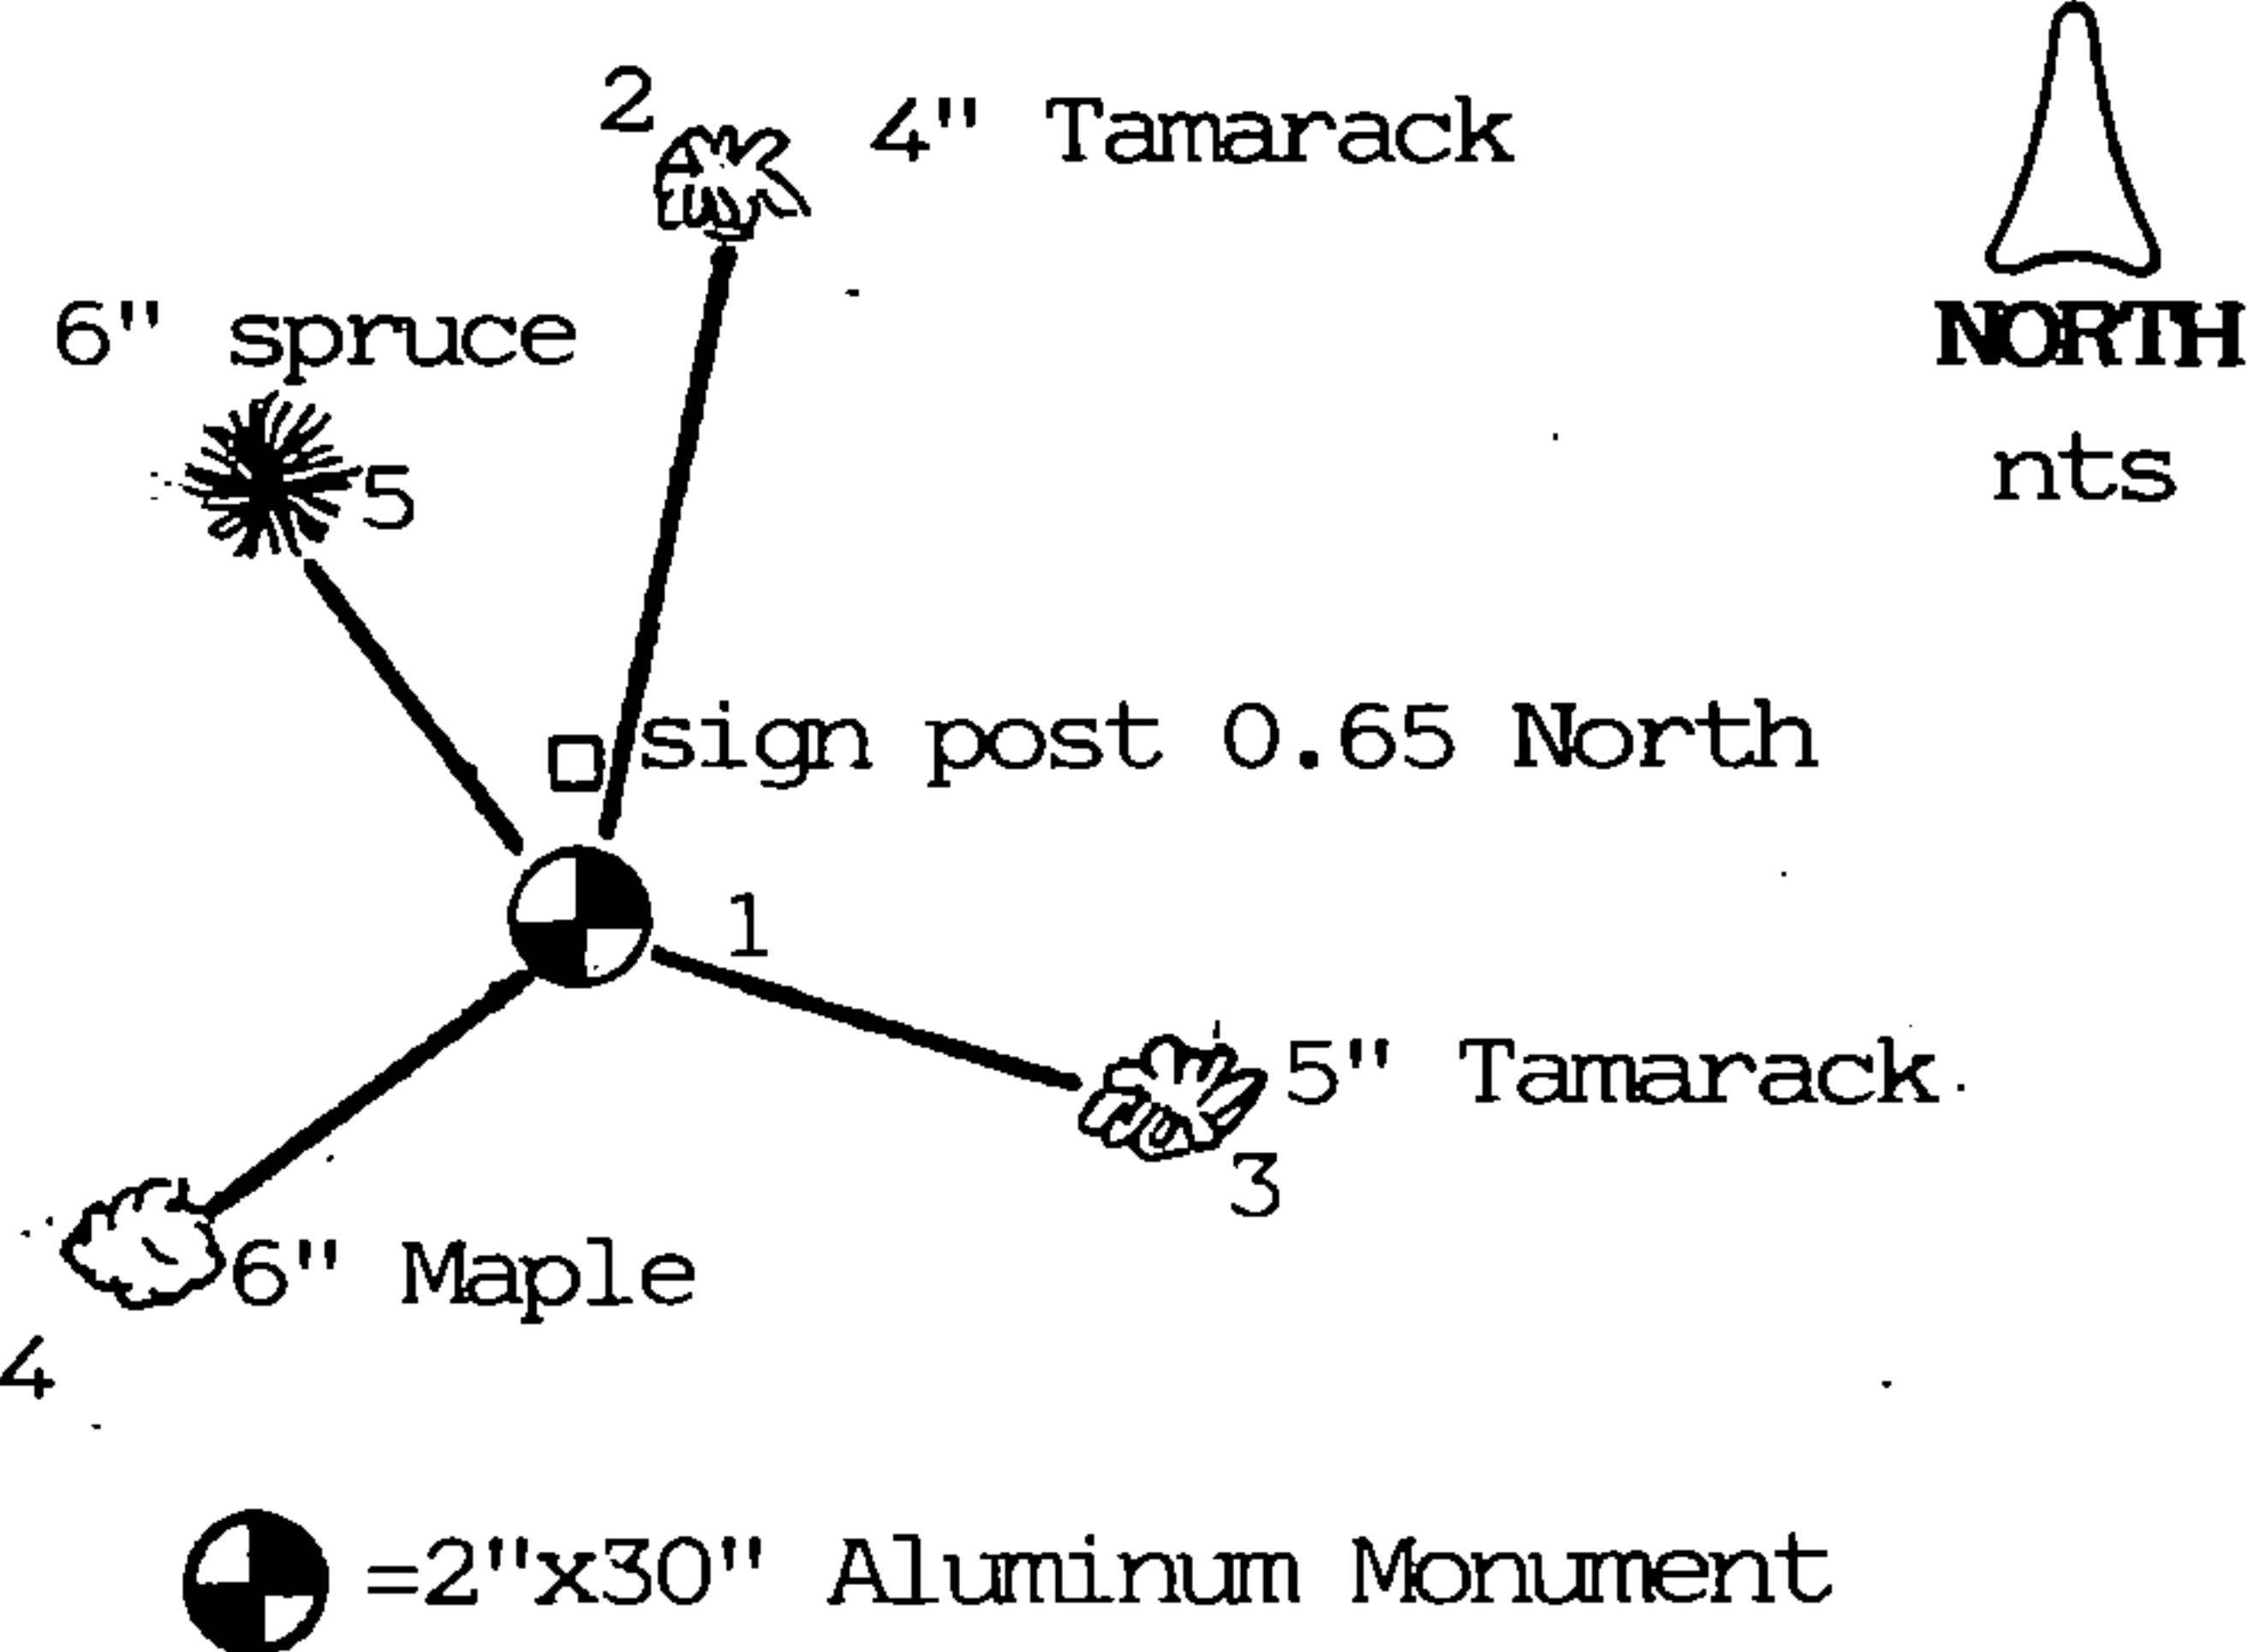 2
4" Tamarack
NORTH
nts
6" spruce
5
sign post 0.65 North
1
5" Tamarack
3
6" Maple
4
=2"x30" Aluminum Monument